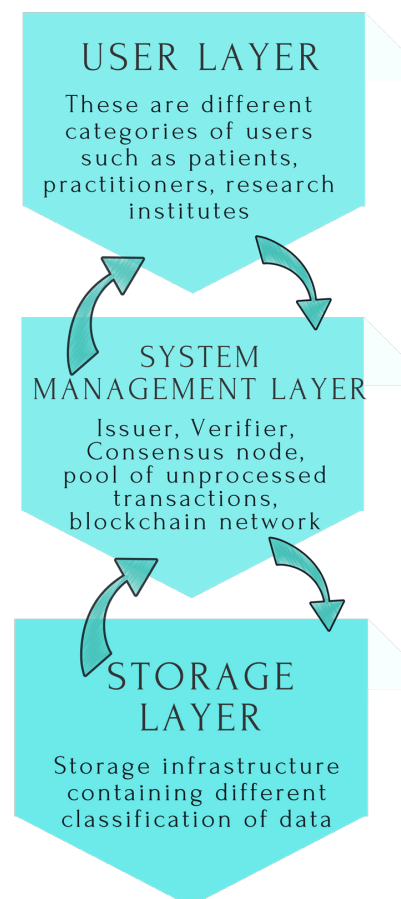 USER LAYER
These are different
categories of users
such as patients,
practitioners, research
institutes
SYSTEM
MANAGEMENT LAYER
Issuer, Verifier,
Consensus node,
pool of unprocessed
transactions,
blockchain network
STORAGE
LAYER
Storage infrastructure
containing different
classification of data